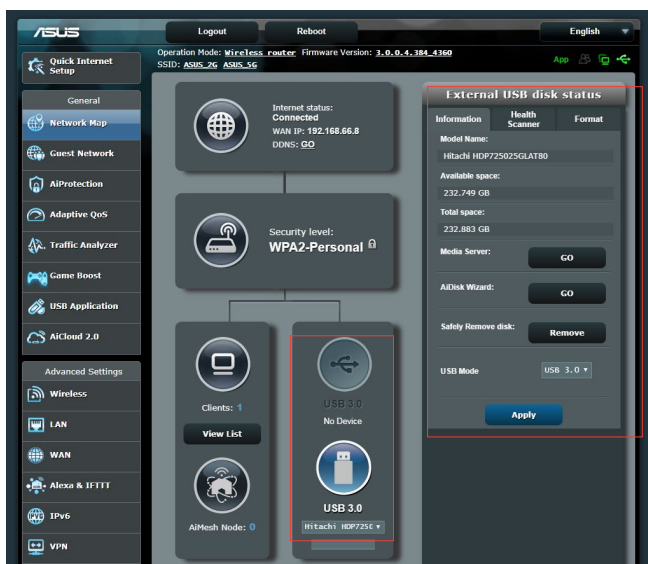 ASUS
Logout
Reboot
English
Operation Mode: Wireless router Firmware Version: 3.0.0.4.384_4360
SSID: ASUS_2G ASUS_5G
App
Quick Internet
Setup
General
Network Map
Guest Network
AiProtection
Adaptive QoS
Traffic Analyzer
Game Boost
USB Application
AiCloud 2.0
Advanced Settings
Wireless
LAN
WAN
Alexa & IFTTT
IPv6
VPN
Internet status:
Connected
WAN IP: 192.168.66.8
DDNS: GO
Security level:
WPA2-Personal
Clients: 1
View List
AiMesh Node: 0
USB 3.0
No Device
USB 3.0
Hitachi HDP725C
External USB disk status
Information
Health
Scanner
Format
Model Name:
Hitachi HDP725025GLAT80
Available space:
232.749 GB
Total space:
232.883 GB
Media Server:
GO
AiDisk Wizard:
GO
Safely Remove disk:
Remove
USB Mode
USB 3.0
Apply